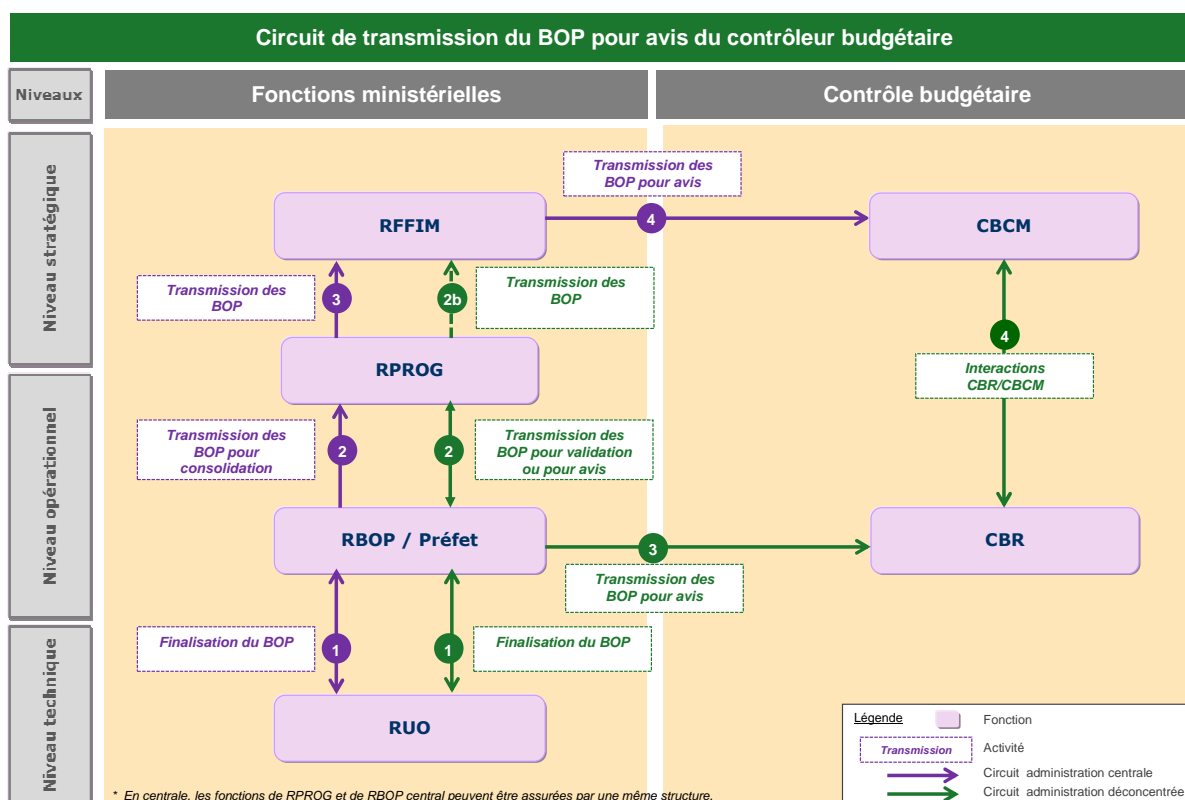 Circuit de transmission du BOP pour avis du contrôleur budgétaire
Niveaux
Fonctions ministérielles
Contrôle budgétaire
Niveau stratégique
Transmission des
BOP pour avis
RFFIM
4
CBCM
Transmission des
BOP
3
2b
Transmission des
BOP
4
RPROG
Interactions
CBR/CBCM
Niveau opérationnel
Transmission des
BOP pour
consolidation
2
2
Transmission des
BOP pour validation
ou pour avis
RBOP / Préfet
3
CBR
Transmission des
BOP pour avis
Niveau technique
Finalisation du BOP
1
1
Finalisation du BOP
RUO
Légende
Fonction
Transmission
Activité
Circuit administration centrale
Circuit administration déconcentrée
* En centrale, les fonctions de RPROG et de RBOP central peuvent être assurées par une même structure.